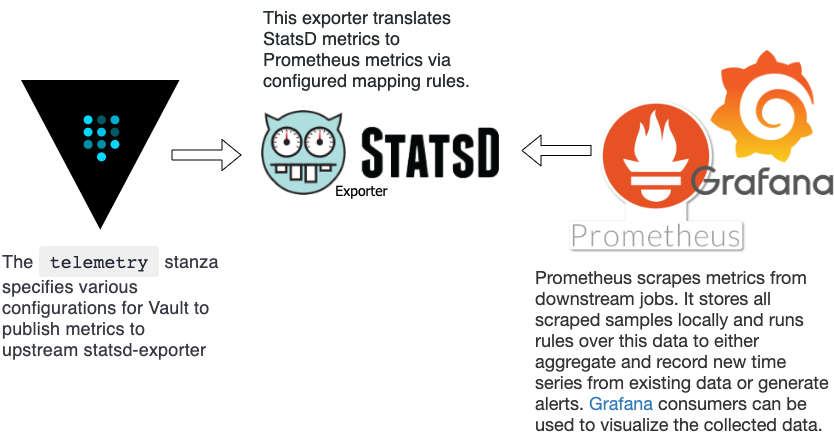 This exporter translates
StatsD metrics to
Prometheus metrics via
configured mapping rules.
STATSD
Exporter
Grafana
Prometheus
The telemetry stanza
specifies various
configurations for Vault to
publish metrics to
upstream statsd-exporter
Prometheus scrapes metrics from
downstream jobs. It stores all
scraped samples locally and runs
rules over this data to either
aggregate and record new time
series from existing data or generate
alerts. Grafana consumers can be
used to visualize the collected data.